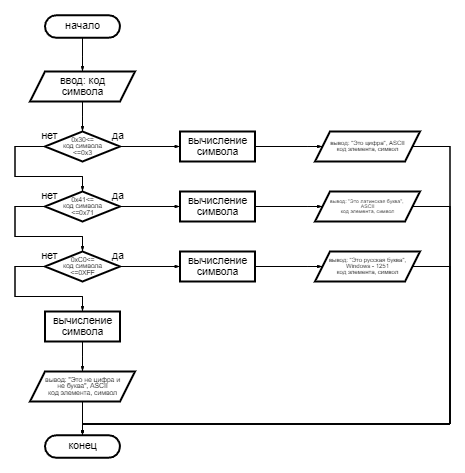 начало
ввод: код
символа
нет
0x30<=
код символа
<=0x3
да
вычисление
символа
вывод: "Это цифра", ASCII
код элемента, символ
нет
0x41<=
код символа
<=0x71
да
вычисление
символа
вывод: "Это латинская буква",
ASCII
код элемента, символ
нет
0xC0<=
код символа
<=0XFF
да
вычисление
символа
вывод: "Это русская буква",
Windows - 1251
код элемента, символ
вычисление
символа
вывод: "Это не цифра и
не буква", ASCII
код элемента, символ
конец